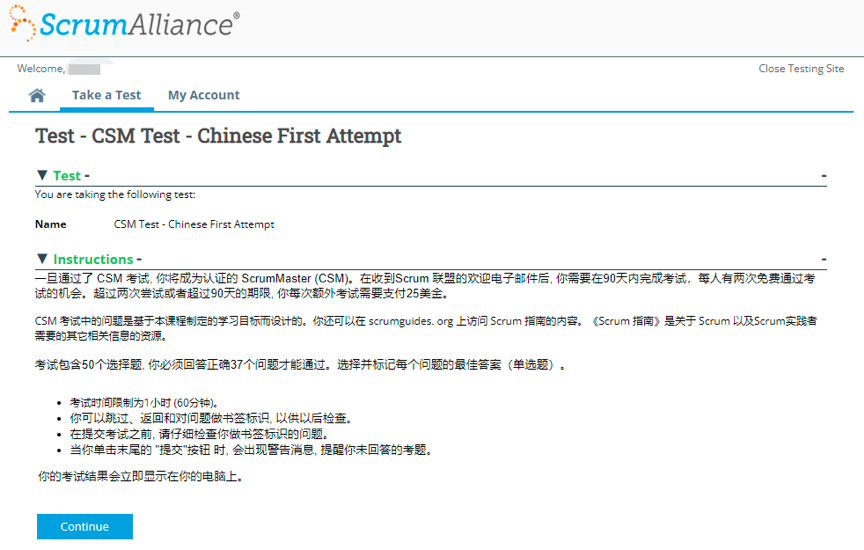 ScrumAlliance®
Welcome,
Close Testing Site
Take a Test
My Account
Test - CSM Test - Chinese First Attempt
▼ Test -
-
You are taking the following test:
Name
CSM Test - Chinese First Attempt
▼ Instructions -
-
一旦通过了 CSM 考试, 你将成为认证的 ScrumMaster (CSM)。在收到Scrum 联盟的欢迎电子邮件后, 你需要在90天内完成考试，每人有两次免费通过考
试的机会。超过两次尝试或者超过90天的期限, 你每次额外考试需要支付25美金。
CSM 考试中的问题是基于本课程制定的学习目标而设计的。你还可以在 scrumguides. org 上访问 Scrum 指南的内容。《Scrum 指南》是关于 Scrum 以及Scrum实践者
需要的其它相关信息的资源。
考试包含50个选择题, 你必须回答正确37个问题才能通过。选择并标记每个问题的最佳答案（单选题）。
• 考试时间限制为1小时 (60分钟)。
• 你可以跳过、返回和对问题做书签标识, 以供以后检查。
• 在提交考试之前, 请仔细检查你做书签标识的问题。
• 当你单击末尾的 "提交"按钮 时, 会出现警告消息, 提醒你未回答的考题。
你的考试结果会立即显示在你的电脑上。
Continue